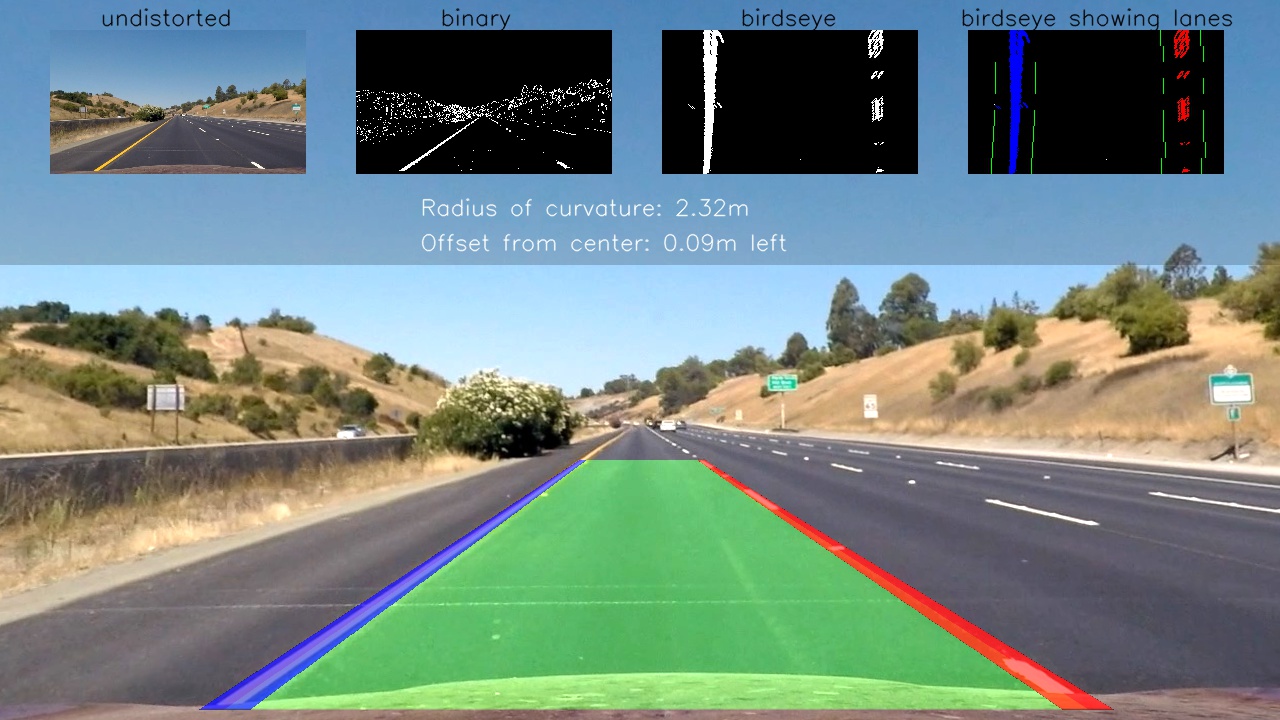 undistorted
binary
birdseye
birdseye showing lanes
Radius of curvature: 2.32m
Offset from center: 0.09m left